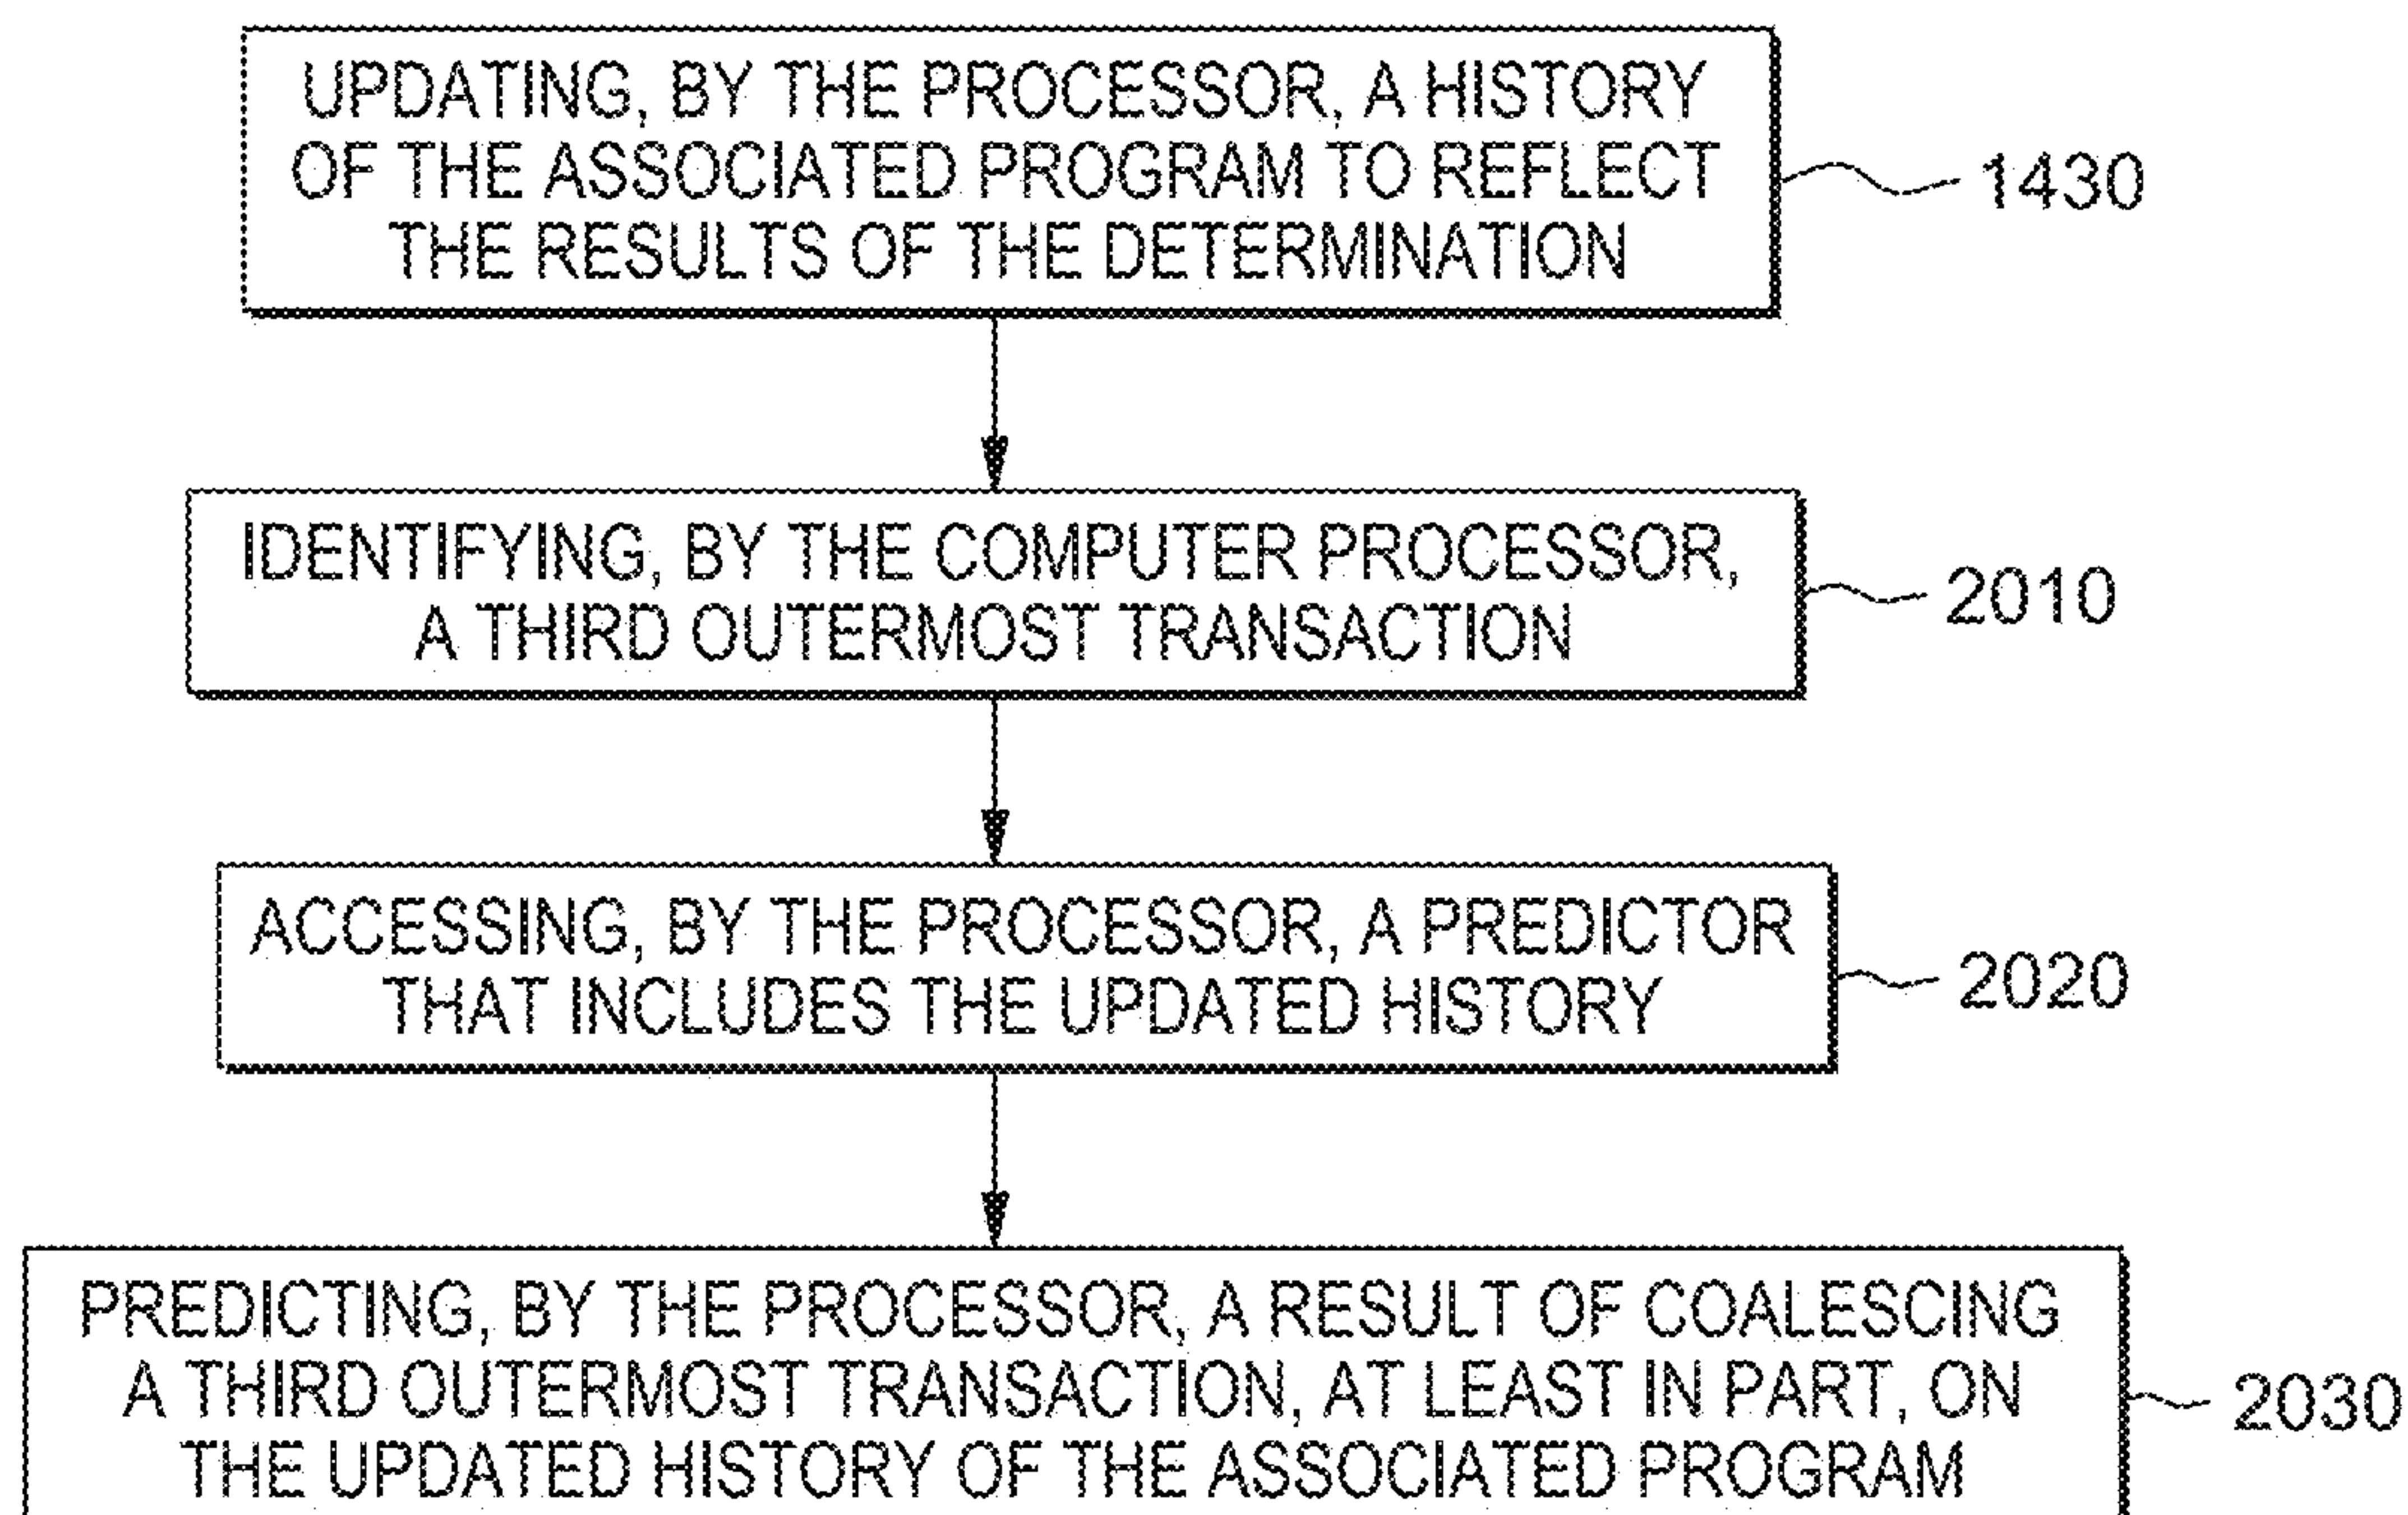 UPDATING, BY THE PROCESSOR, A HISTORY
OF THE ASSOCIATED PROGRAM TO REFLECT
THE RESULTS OF THE DETERMINATION
1430
IDENTIFYING, BY THE COMPUTER PROCESSOR,
A THIRD OUTERMOST TRANSACTION
2010
ACCESSING, BY THE PROCESSOR, A PREDICTOR
THAT INCLUDES THE UPDATED HISTORY
2020
PREDICTING, BY THE PROCESSOR, A RESULT OF COALESCING
A THIRD OUTERMOST TRANSACTION, AT LEAST IN PART, ON
THE UPDATED HISTORY OF THE ASSOCIATED PROGRAM
2030